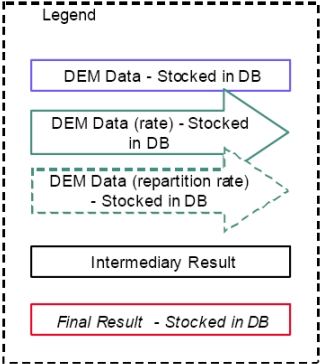 Legend
DEM Data - Stocked in DB
DEM Data (rate) - Stocked
in DB
DEM Data (repartition rate)
- Stocked in DB
Intermediary Result
Final Result - Stocked in DB